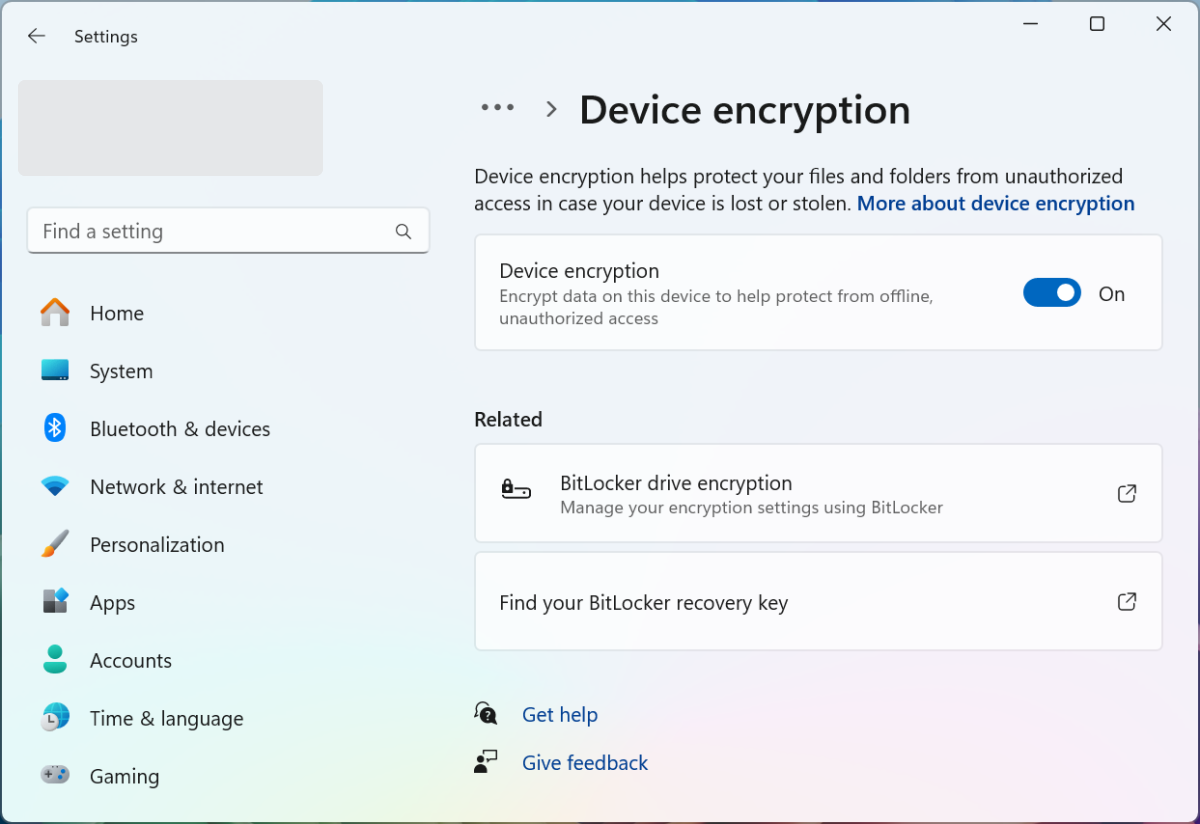 Settings
Find a setting
Home
System
Bluetooth & devices
Network & internet
Personalization
Apps
Accounts
Time & language
Gaming
Device encryption
Device encryption helps protect your files and folders from unauthorized
access in case your device is lost or stolen. More about device encryption
Device encryption
Encrypt data on this device to help protect from offline,
unauthorized access
On
Related
BitLocker drive encryption
Manage your encryption settings using BitLocker
Find your BitLocker recovery key
Get help
Give feedback